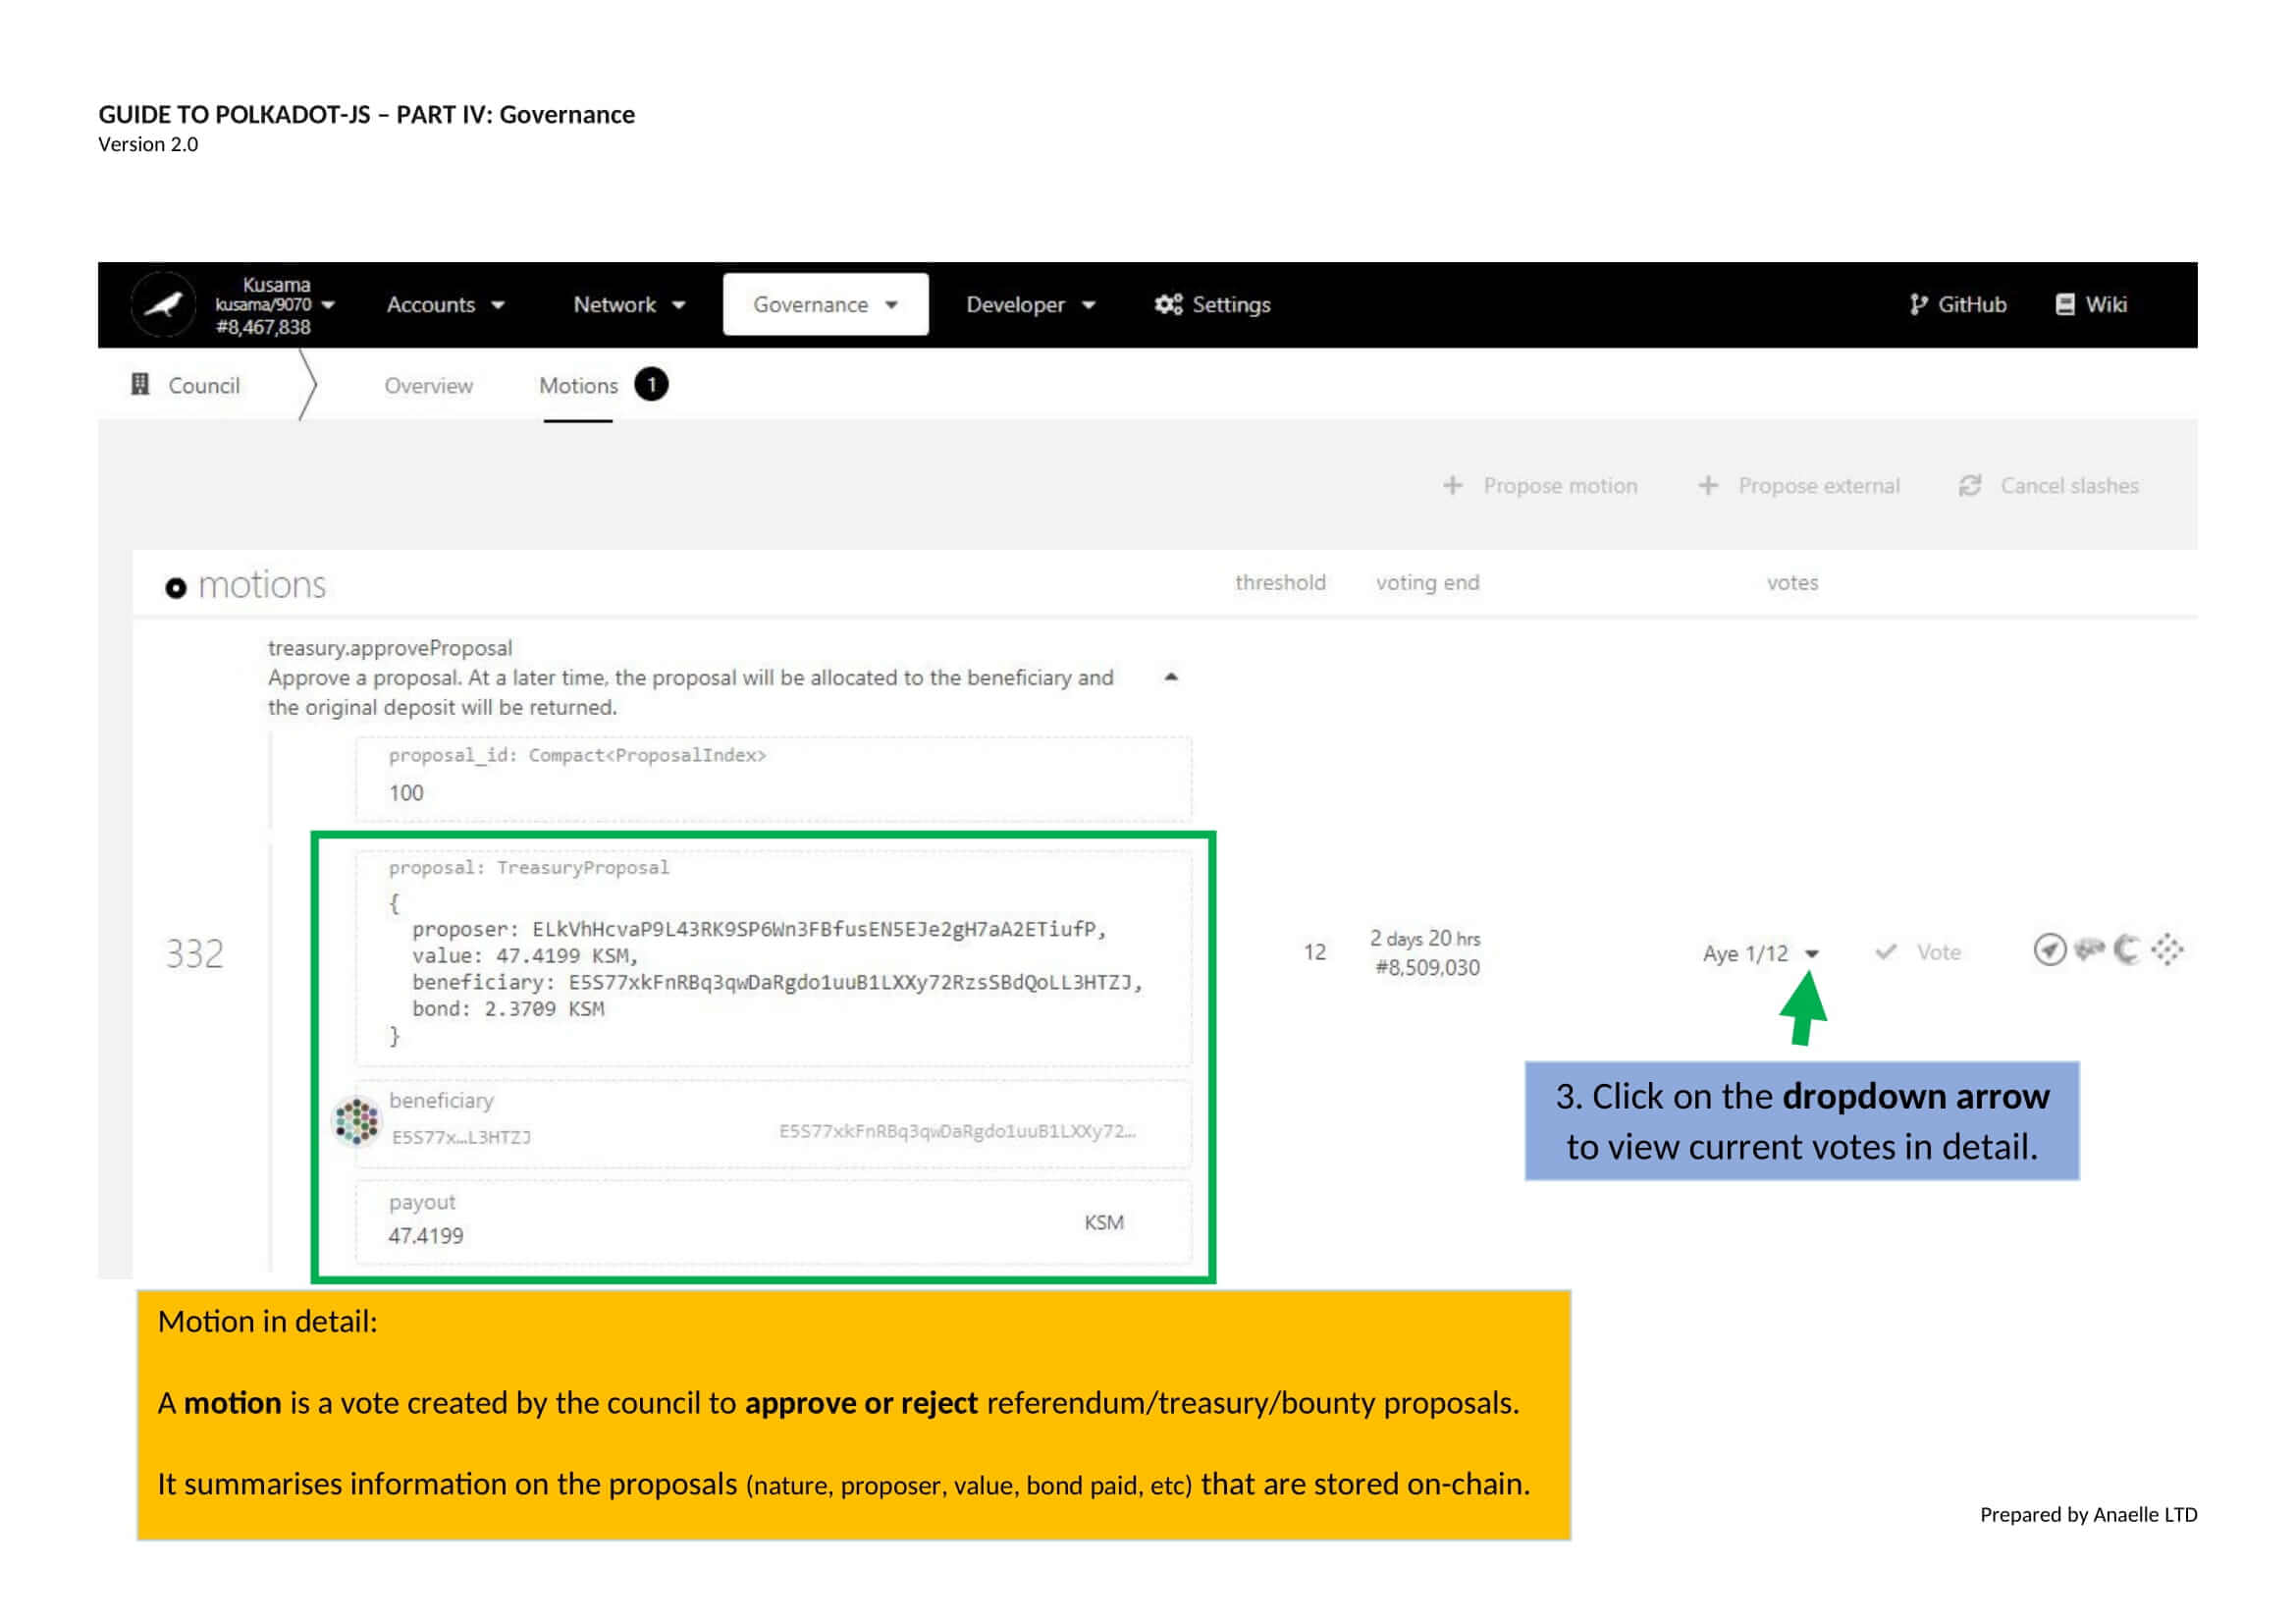 GUIDE TO POLKADOT-JS – PART IV: Governance
Version 2.0
Kusama
kusama/9070
#8,467,838
Accounts
Network
Governance
Developer
Settings
GitHub
Wiki
Council
Overview
Motions 1
Propose motion
Propose external
Cancel slashes
motions
threshold
voting end
votes
treasury.approveProposal
Approve a proposal. At a later time, the proposal will be allocated to the beneficiary and
the original deposit will be returned.
proposal_id: Compact<ProposalIndex>
100
332
proposal: TreasuryProposal
{
proposer: ELkVhHcvaP9L43RK9SP6Wn3FBfusEN5EJe2gH7aA2ETiufP,
value: 47.4199 KSM,
beneficiary: E5S77xkFnRBq3qwDaRgdo1uuB1LXXy72RzsSBdQoLL3HTZJ,
bond: 2.3709 KSM
}
12
2 days 20 hrs
#8,509,030
Aye 1/12
Vote
beneficiary
E5S77x...L3HTZJ
E5S77xkFnRBq3qwDaRgdo1uuB1LXXy72...
payout
47.4199
KSM
3. Click on the dropdown arrow
to view current votes in detail.
Motion in detail:
A motion is a vote created by the council to approve or reject referendum/treasury/bounty proposals.
It summarises information on the proposals (nature, proposer, value, bond paid, etc) that are stored on-chain.
Prepared by Anaelle LTD